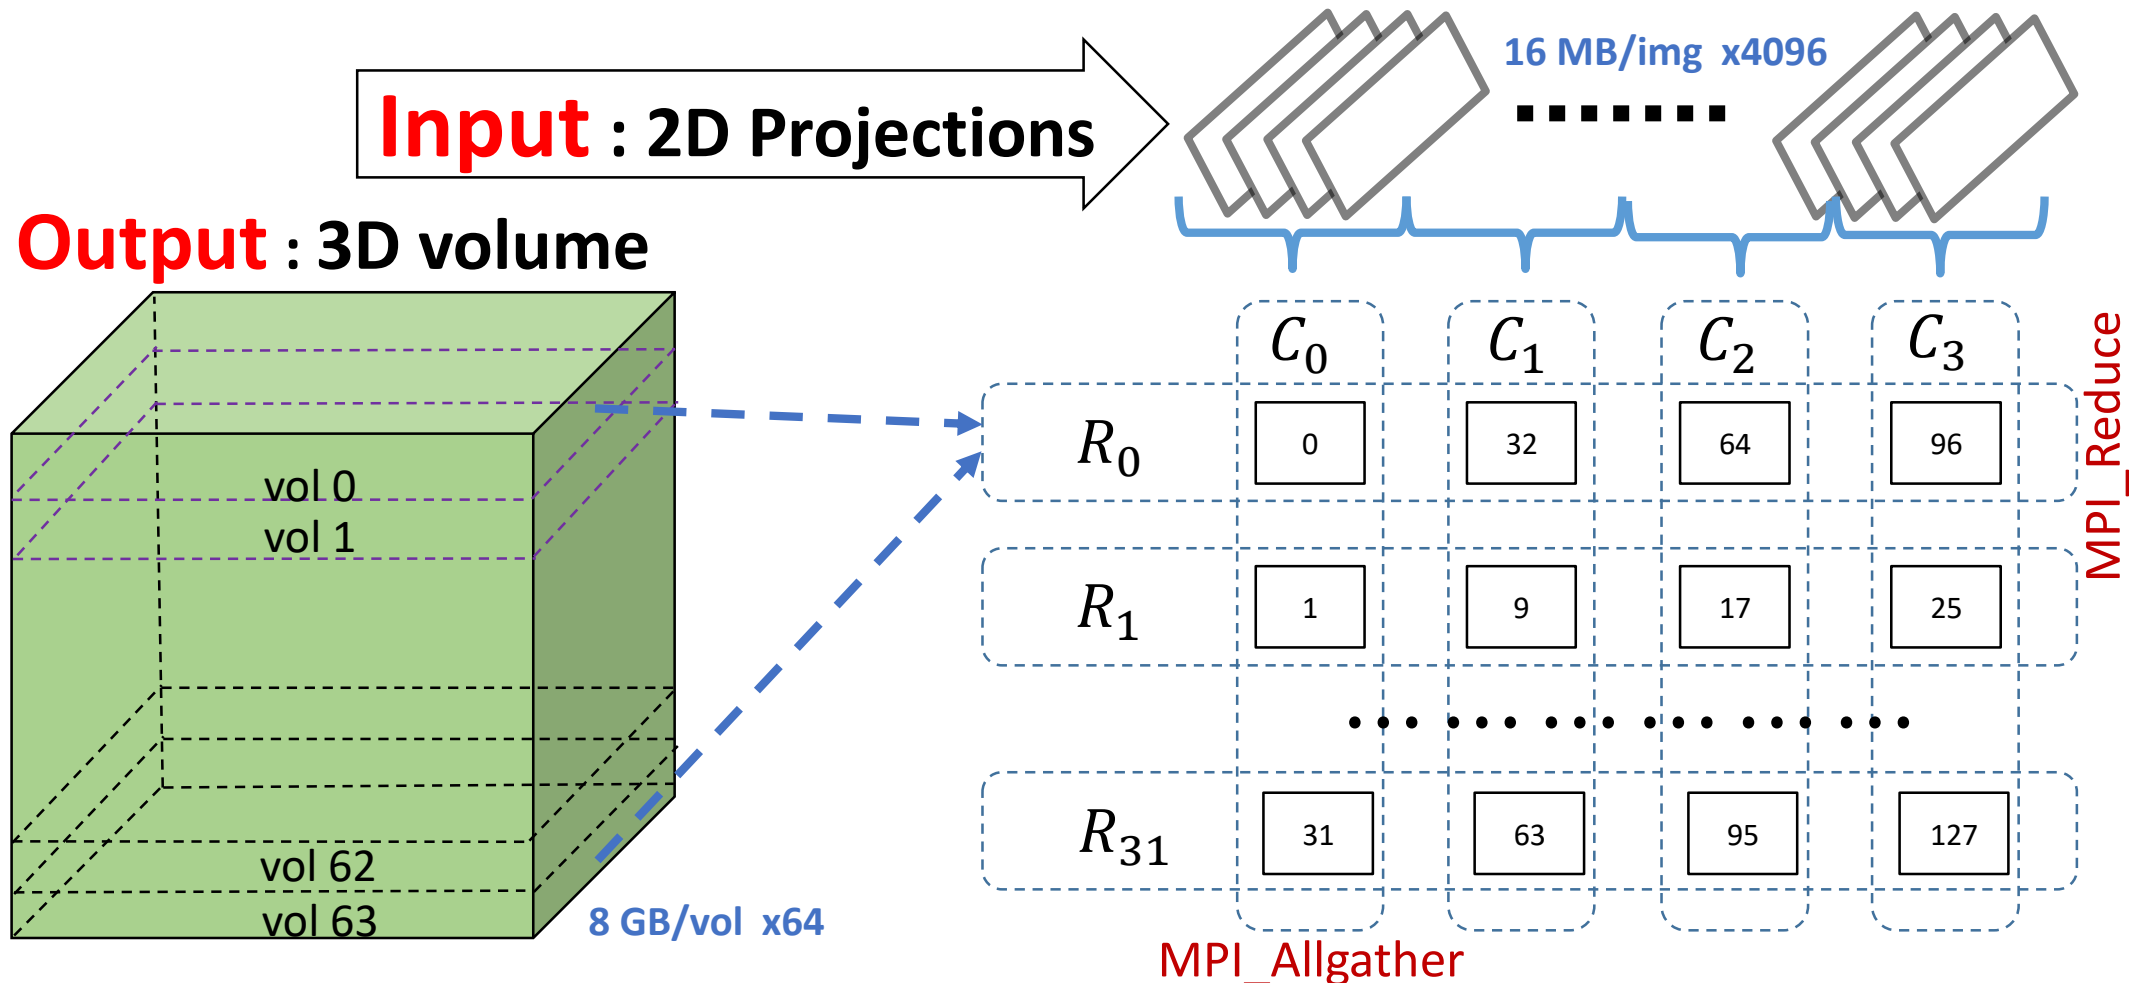 16 MB/img x4096
Input : 2D Projections
Output : 3D volume
C0 C1 C2 C3
MPI_Reduce
R0 0 32 64 96
vol 0
vol 1
R1 1 9 17 25
R31 31 63 95 127
vol 62
vol 63
8 GB/vol x64
MPI_Allgather